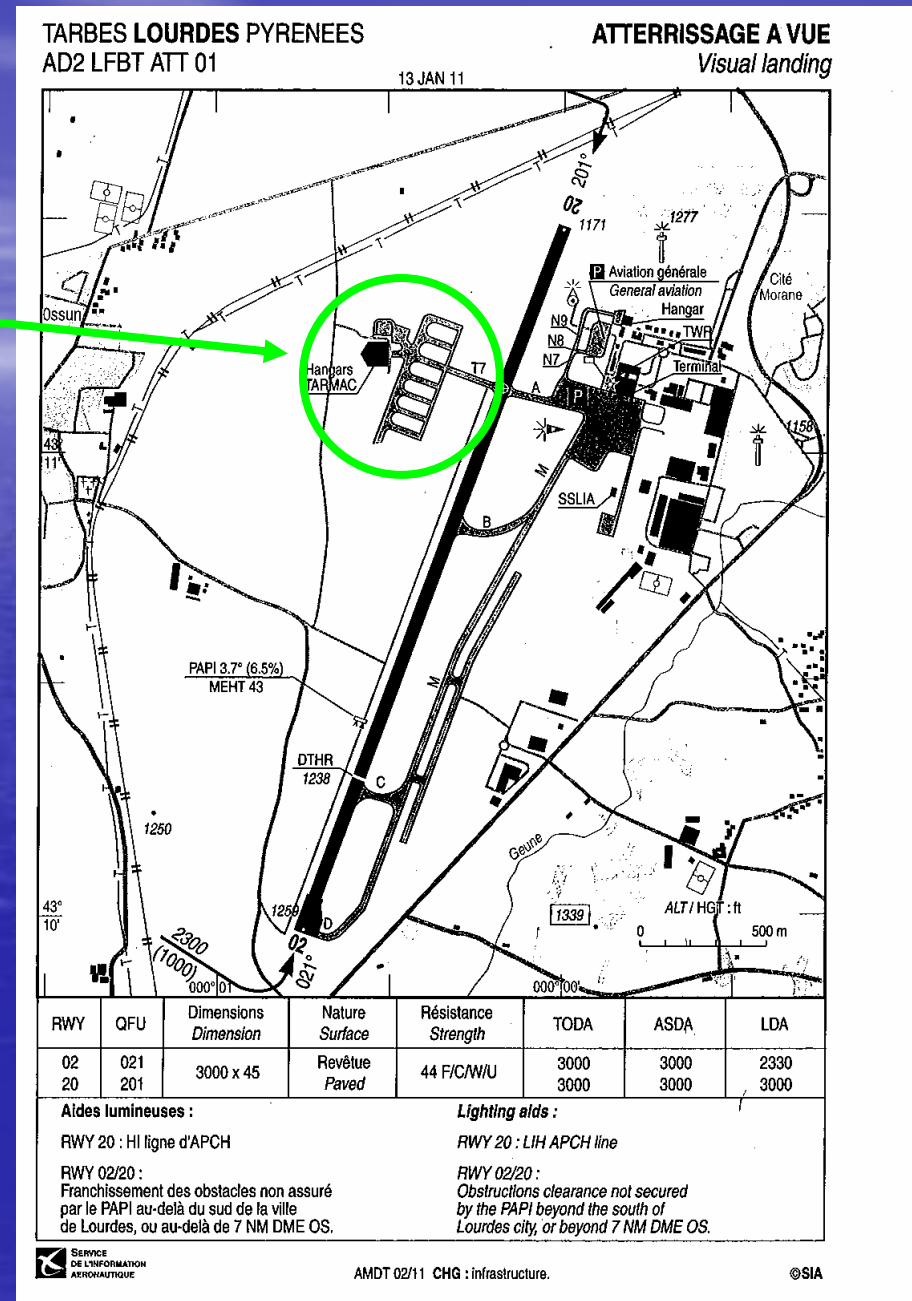 TARBES LOURDES PYRENEES
AD2 LFBT ATT 01
ATTERRISSAGE A VUE
Visual landing
13 JAN 11
201°
20
1171
1277
P Aviation générale
General aviation
Hangar
Cité
Morane
Ossun
N9
N8
N7
TWR
Terminal
Hangars
TARMAC
T7
A
P
1158
43°
11'
M
SSLIA
B
PAPI 3.7° (6.5%)
MEHT 43
M
DTHR
1238
C
1250
Geune
1259
D
43°
10'
1339
ALT / HGT : ft
0 500 m
02
2300
(1000)
021°
000° 01
000° 00'
RWY QFU Dimensions Nature Résistance TODA ASDA LDA
Dimension Surface Strength
02 021 3000 x 45 Revêtue 44 F/C/W/U 3000 3000 2330
20 201 Paved 3000 3000 3000
Aides lumineuses :
RWY 20 : HI ligne d'APCH
RWY 02/20 :
Franchissement des obstacles non assuré
par le PAPI au-delà du sud de la ville
de Lourdes, ou au-delà de 7 NM DME OS.
Lighting aids :
RWY 20 : LIH APCH line
RWY 02/20 :
Obstructions clearance not secured
by the PAPI beyond the south of
Lourdes city, or beyond 7 NM DME OS.
SERVICE
DE L'INFORMATION
AERONAUTIQUE
AMDT 02/11 CHG : infrastructure.
©SIA